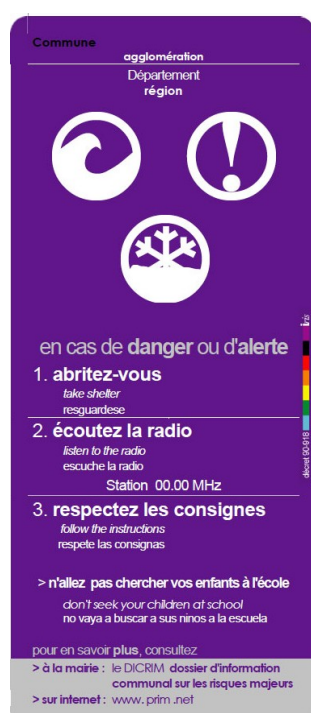 Commune
agglomération
Département
région
en cas de danger ou d'alerte
1. abritez-vous
take shelter
resguardese
2. écoutez la radio
listen to the radio
escuche la radio
Station 00.00 MHz
3. respectez les consignes
follow the instructions
respete las consignas
> n'allez pas chercher vos enfants à l'école
don't seek your children at school
no vaya a buscar a sus ninos a la escuela
pour en savoir plus, consultez
> à la mairie : le DICRIM dossier d'information
communal sur les risques majeurs
> sur internet : www.prim.net
décret 90-918